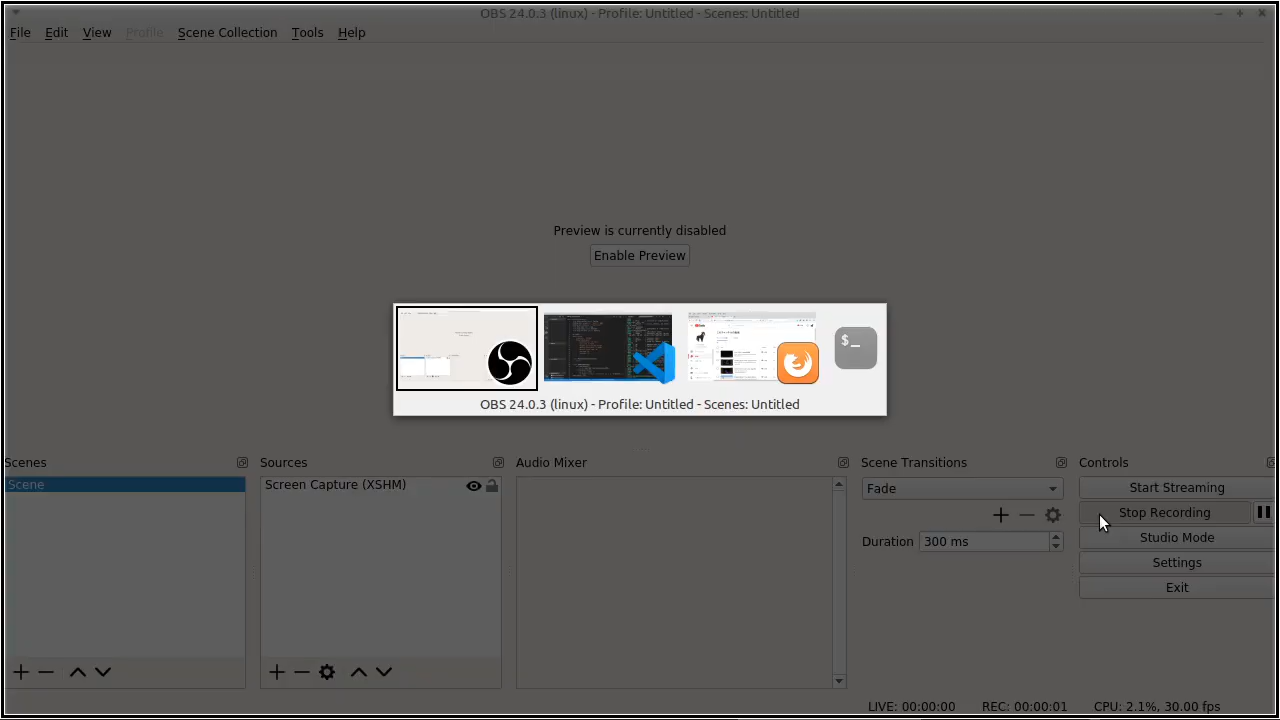 OBS 24.0.3 (linux) - Profile: Untitled - Scenes: Untitled
File Edit View Profile Scene Collection Tools Help
Preview is currently disabled
Enable Preview
$_
OBS 24.0.3 (linux) - Profile: Untitled - Scenes: Untitled
Scenes Sources Audio Mixer Scene Transitions Controls
Scene
Screen Capture (XSHM)
Fade
Duration 300 ms
Start Streaming
Stop Recording
Studio Mode
Settings
Exit
LIVE: 00:00:00 REC: 00:00:01 CPU: 2.1%, 30.00 fps